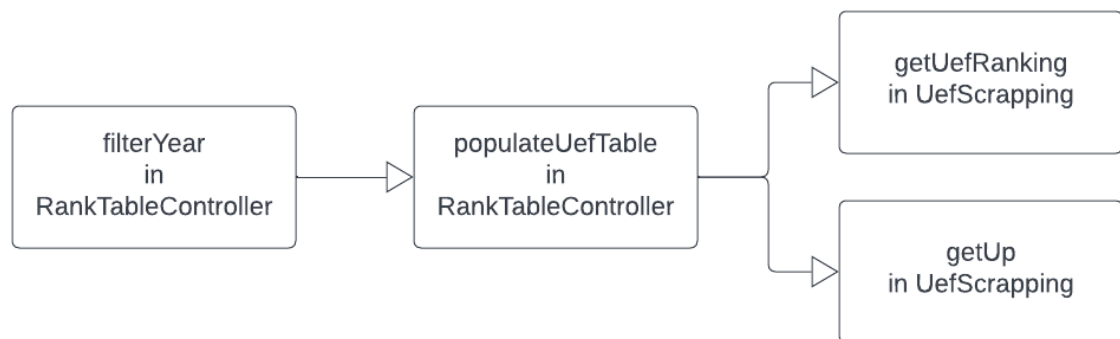 filterYear
in
RankTableController
populateUefTable
in
RankTableController
getUefRanking
in UefScrapping
getUp
in UefScrapping